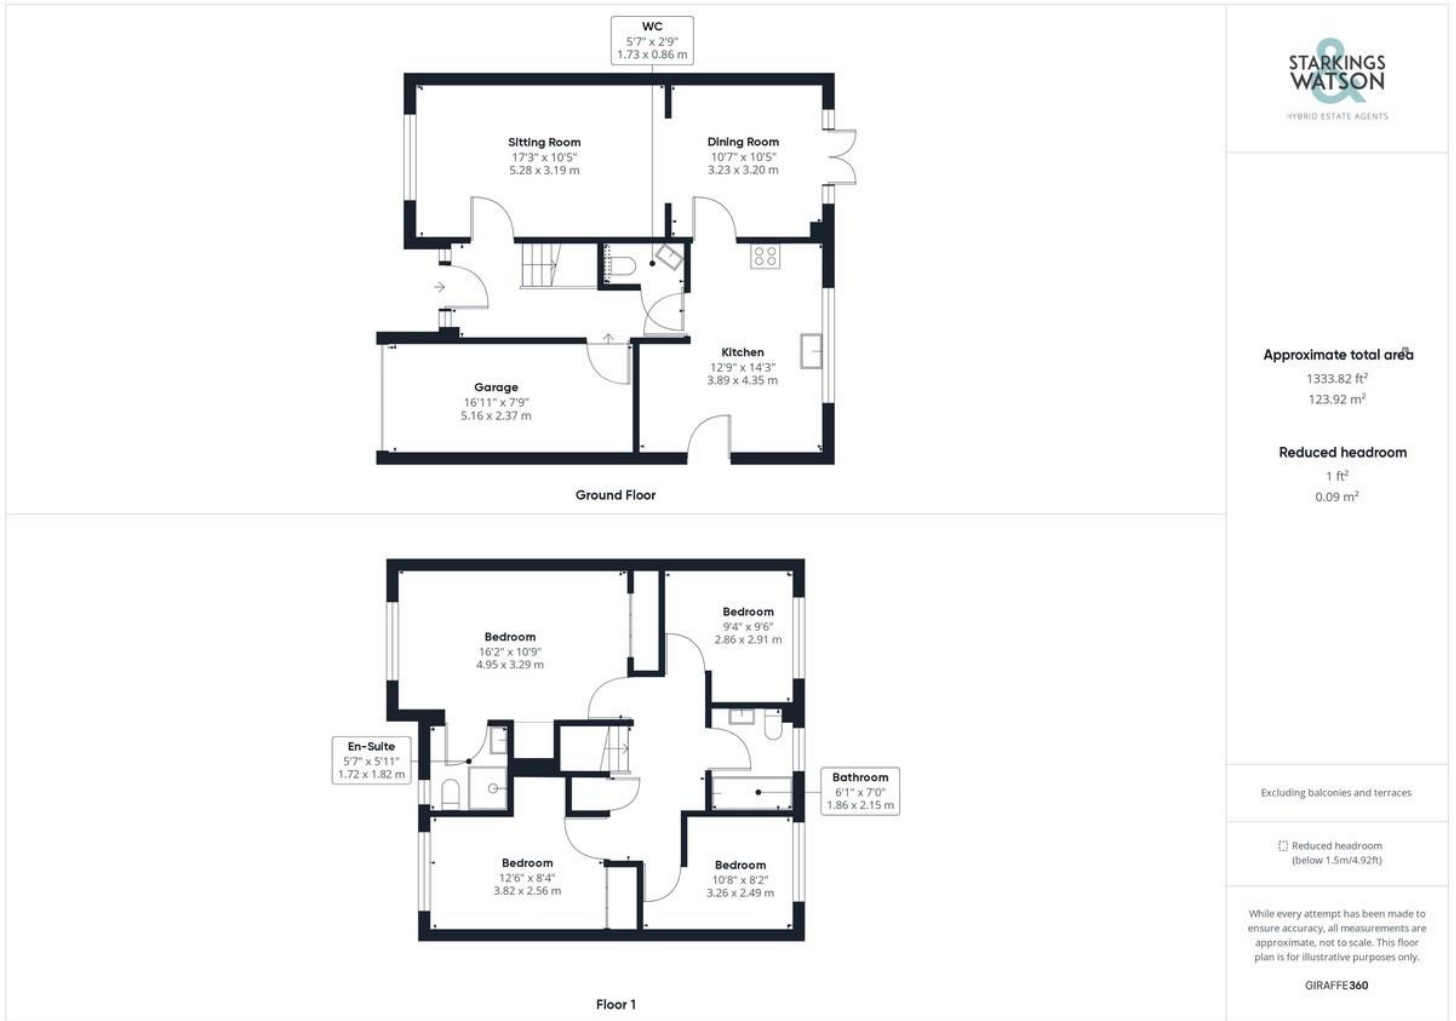 WC
5'7" x 2'9"
1.73 x 0.86 m
Sitting Room
17'3" x 10'5"
5.28 x 3.19 m
Dining Room
10'7" x 10'5"
3.23 x 3.20 m
Kitchen
12'9" x 14'3"
3.89 x 4.35 m
Garage
16'11" x 7'9"
5.16 x 2.37 m
Ground Floor
Bedroom
16'2" x 10'9"
4.95 x 3.29 m
Bedroom
9'4" x 9'6"
2.86 x 2.91 m
En-Suite
5'7" x 5'11"
1.72 x 1.82 m
Bathroom
6'1" x 7'0"
1.86 x 2.15 m
Bedroom
12'6" x 8'4"
3.82 x 2.56 m
Bedroom
10'8" x 8'2"
3.26 x 2.49 m
Floor 1
STARKINGS
&
WATSON
HYBRID ESTATE AGENTS
Approximate total area
1333.82 ft²
123.92 m²
Reduced headroom
1 ft²
0.09 m²
Excluding balconies and terraces
Reduced headroom
(below 1.5m/4.92ft)
While every attempt has been made to
ensure accuracy, all measurements are
approximate, not to scale. This floor
plan is for illustrative purposes only.
GIRAFFE360